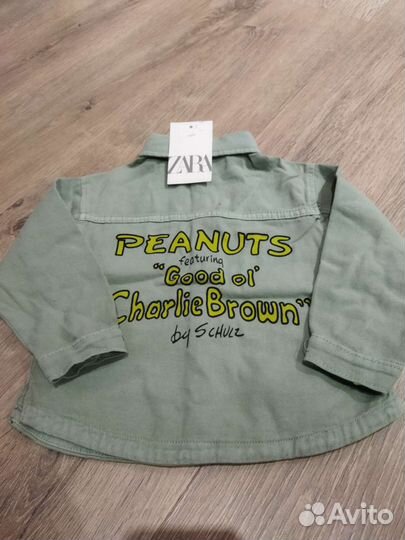 ZARA
PEANUTS
featuring
"Good ol'
Charlie Brown"
by SCHULZ
Avito